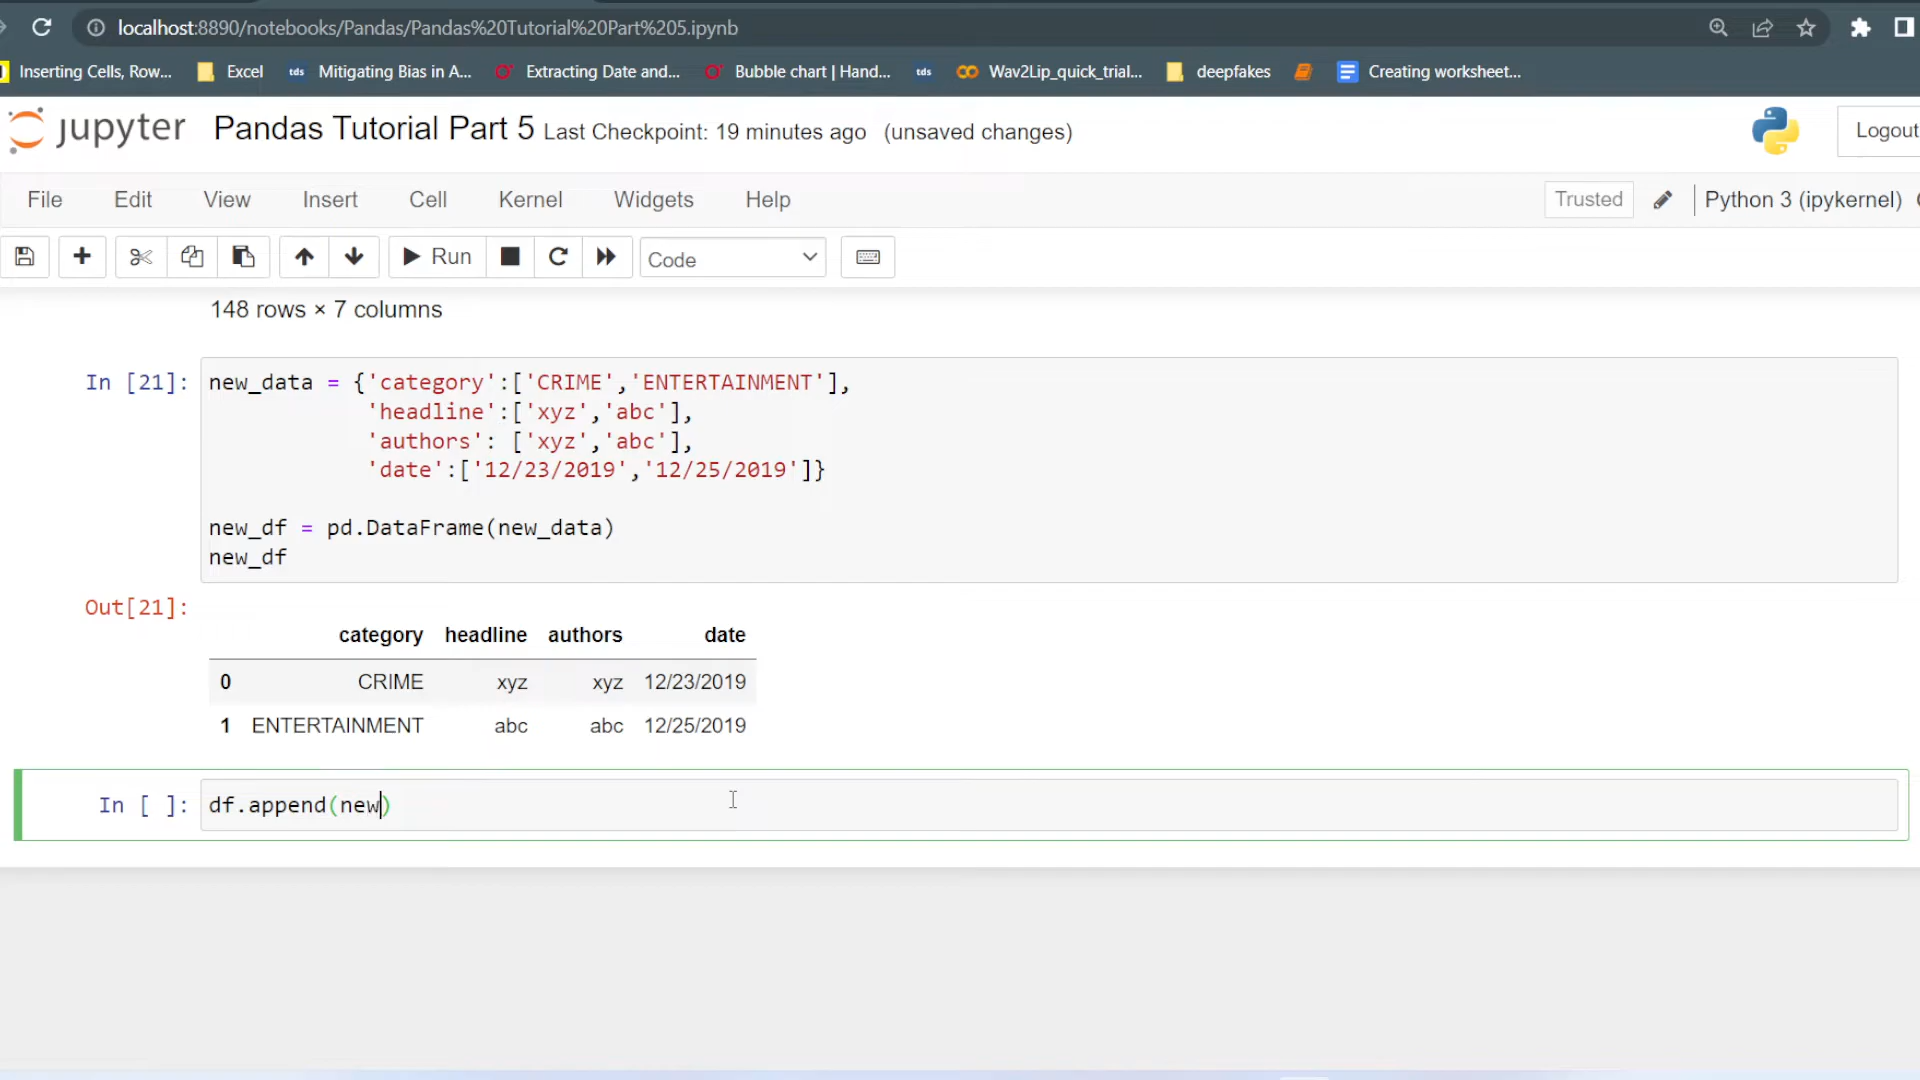 localhost:8890/notebooks/Pandas/Pandas%20Tutorial%20Part%205.ipynb
Inserting Cells, Row... Excel tds Mitigating Bias in A... Extracting Date and... Bubble chart | Hand... tds Wav2Lip_quick_trial... deepfakes Creating worksheet...
jupyter Pandas Tutorial Part 5 Last Checkpoint: 19 minutes ago (unsaved changes) Logout
File Edit View Insert Cell Kernel Widgets Help Trusted Python 3 (ipykernel)
Run Code
148 rows × 7 columns
In [21]: new_data = {'category':['CRIME','ENTERTAINMENT'],
'headline':['xyz','abc'],
'authors': ['xyz','abc'],
'date':['12/23/2019','12/25/2019']}
new_df = pd.DataFrame(new_data)
new_df
Out[21]:
category headline authors date
0 CRIME xyz xyz 12/23/2019
1 ENTERTAINMENT abc abc 12/25/2019
In [ ]: df.append(new)